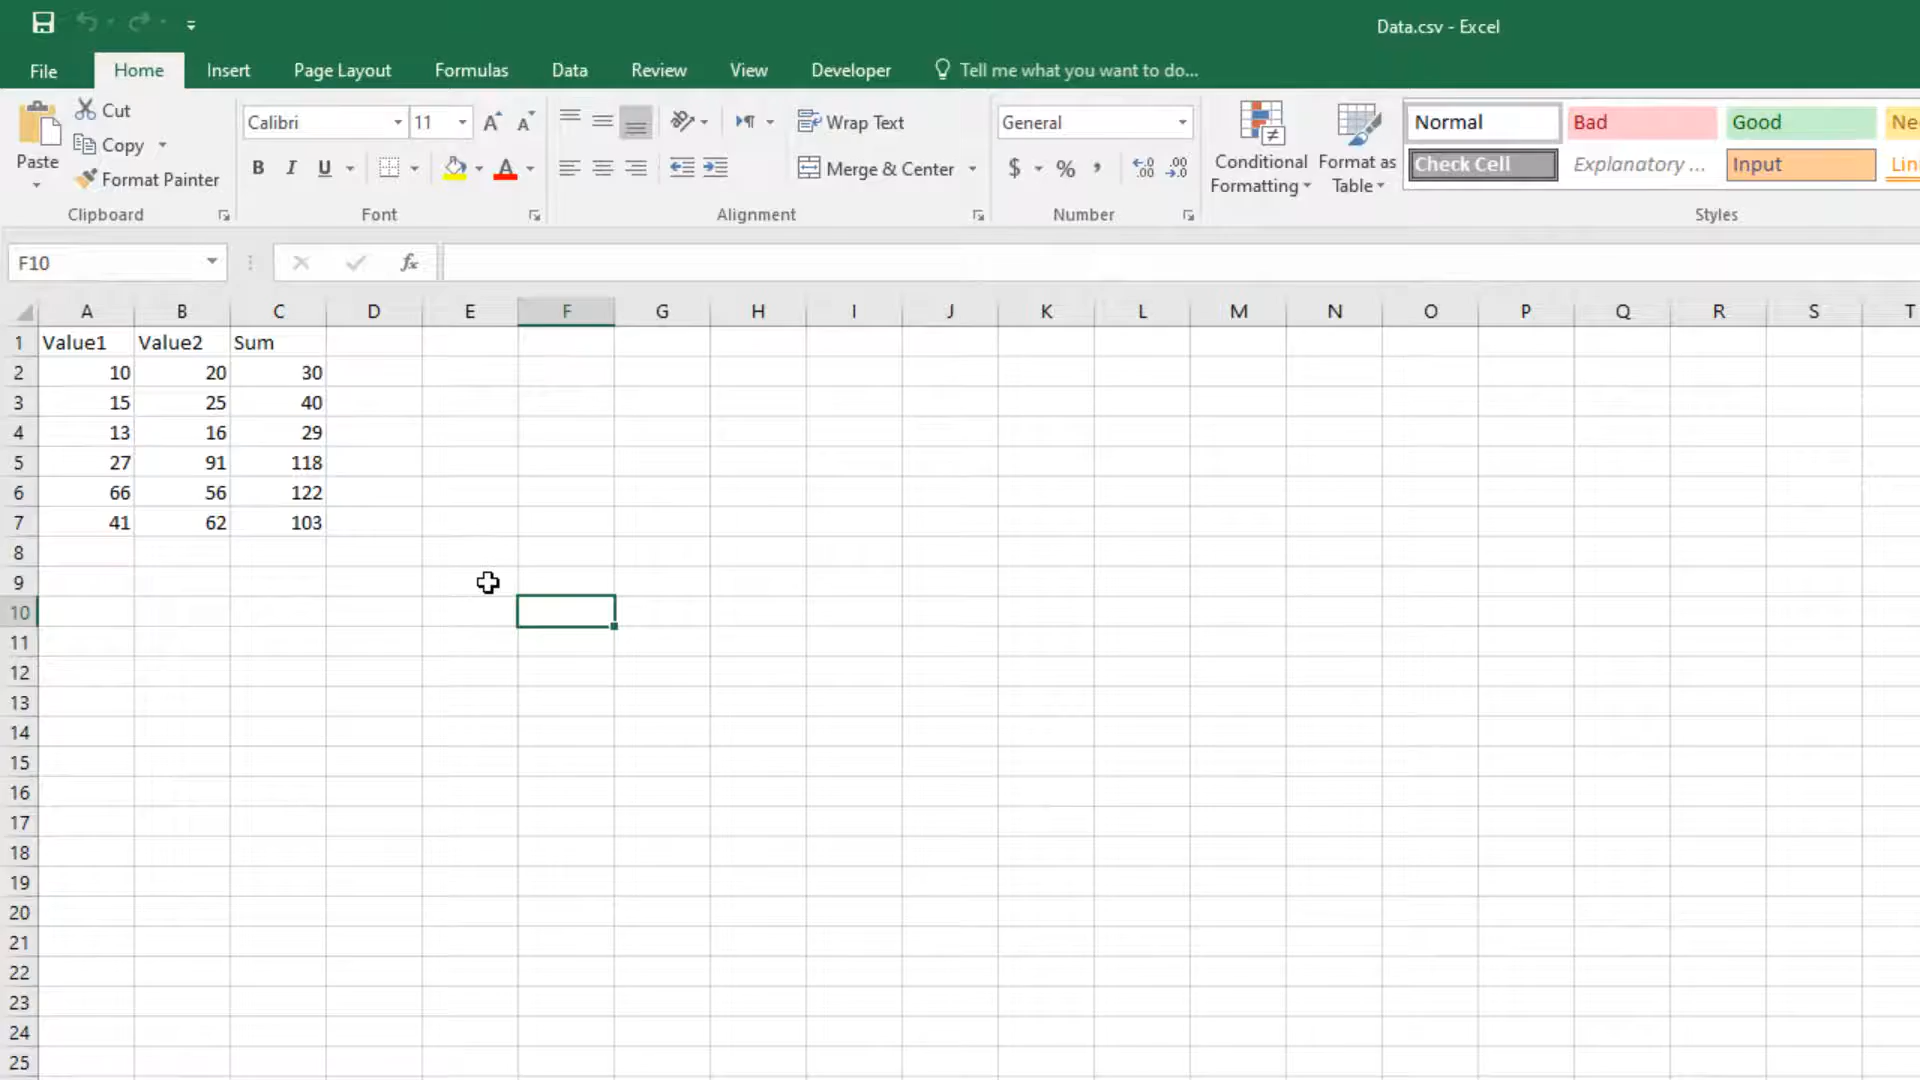 Data.csv - Excel
File Home Insert Page Layout Formulas Data Review View Developer Tell me what you want to do...
Paste
Cut
Copy
Format Painter
Clipboard
Calibri 11
B I U
Font
Wrap Text
Merge & Center
Alignment
General
$ % ,
Number
Conditional Formatting
Format as Table
Normal Bad Good
Check Cell Explanatory ... Input
Styles
F10 fx
A B C D E F G H I J K L M N O P Q R S T
1 Value1 Value2 Sum
2 10 20 30
3 15 25 40
4 13 16 29
5 27 91 118
6 66 56 122
7 41 62 103
8
9
10
11
12
13
14
15
16
17
18
19
20
21
22
23
24
25